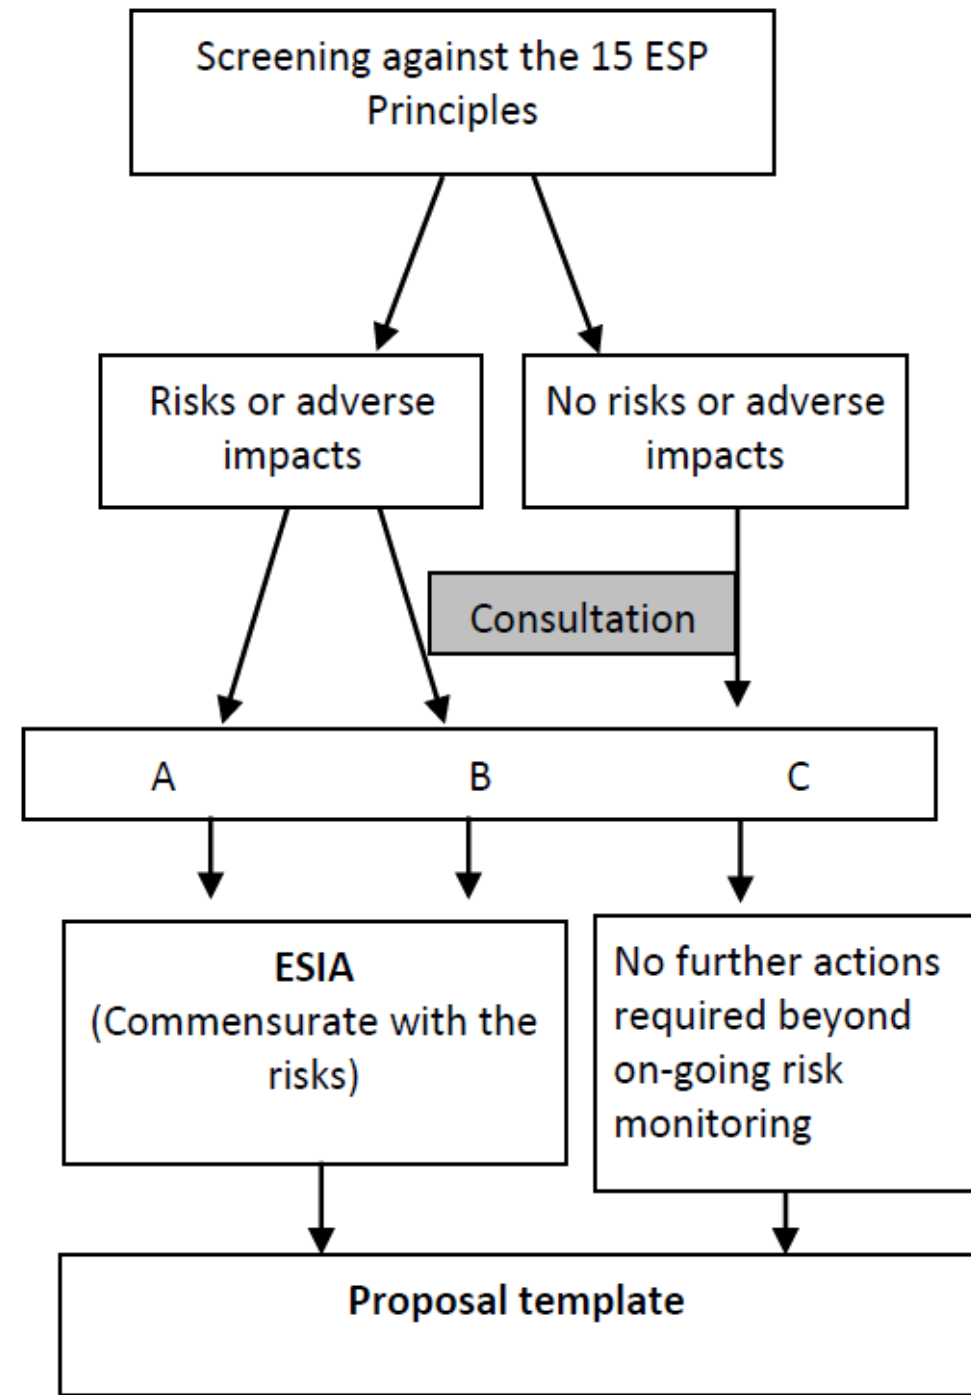 Screening against the 15 ESP
Principles
Risks or adverse
impacts
No risks or adverse
impacts
Consultation
A
B
C
ESIA
(Commensurate with the
risks)
No further actions
required beyond
on-going risk
monitoring
Proposal template